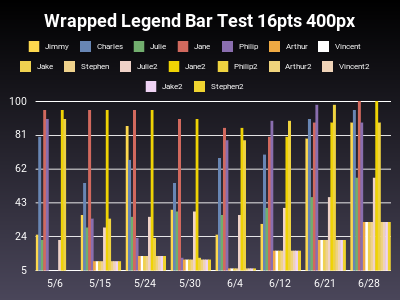 Wrapped Legend Bar Test 16pts 400px
Jimmy Charles Julie Jane Philip Arthur Vincent
Jake Stephen Julie2 Jane2 Philip2 Arthur2 Vincent2
Jake2 Stephen2
100
81
62
43
24
5
5/6 5/15 5/24 5/30 6/4 6/12 6/21 6/28